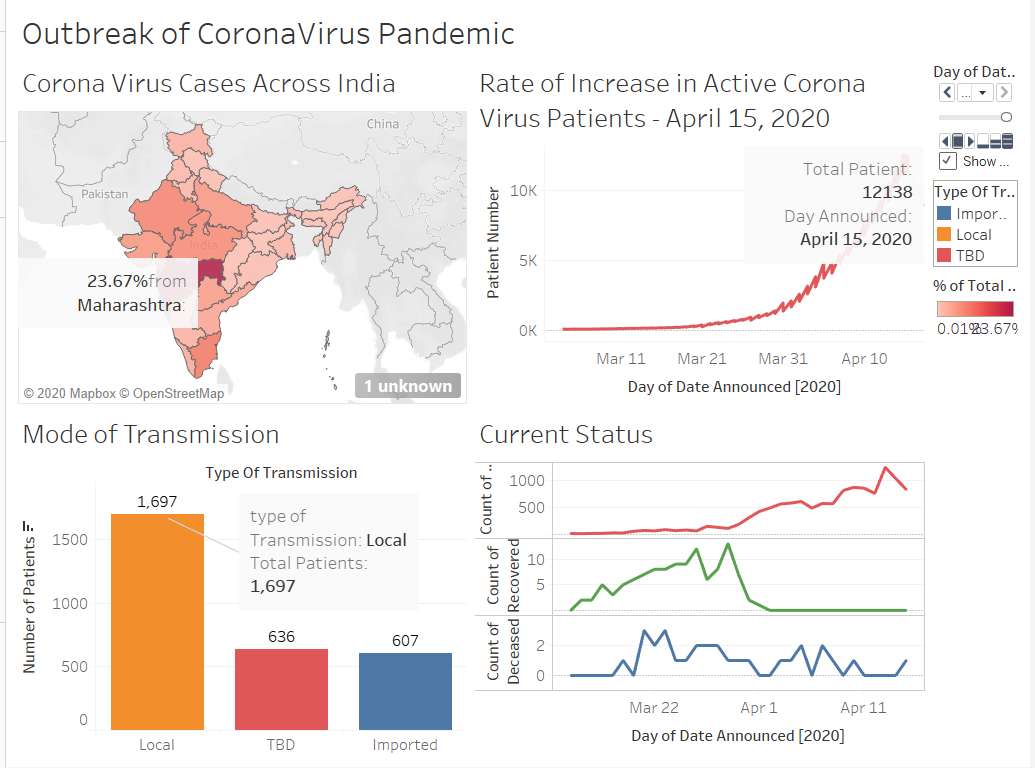 Outbreak of CoronaVirus Pandemic
Corona Virus Cases Across India
China
Pakistan
India
23.67%from
Maharashtra:
1 unknown
© 2020 Mapbox © OpenStreetMap
Rate of Increase in Active Corona
Virus Patients - April 15, 2020
Patient Number
10K
5K
0K
Total Patient:
12138
Day Announced:
April 15, 2020
Mar 11
Mar 21
Mar 31
Apr 10
Day of Date Announced [2020]
Day of Dat..
...
Show ...
Type Of Tr...
Impor..
Local
TBD
% of Total ..
0.01%
23.67%
Mode of Transmission
Type Of Transmission
Number of Patients
1500
1000
500
0
1,697
636
607
type of
Transmission: Local
Total Patients:
1,697
Local
TBD
Imported
Current Status
Count of ..
1000
500
Count of
Recovered
10
5
Count of
Deceased
2
0
Mar 22
Apr 1
Apr 11
Day of Date Announced [2020]